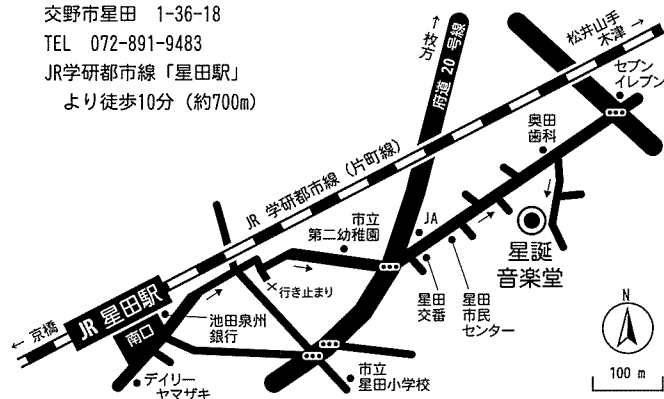 交野市星田 1-36-18
TEL 072-891-9483
JR学研都市線「星田駅」
より徒歩10分（約700m）
↑枚方
府道 20 号線
松井山手
木津 →
セブン
イレブン
奥田
歯科
JR 学研都市線（片町線）
市立
第二幼稚園
JA
星誕
音楽堂
×行き止まり
← 京橋
JR 星田駅
南口
池田泉州
銀行
星田
交番
星田
市民
センター
デイリー
ヤマザキ
市立
星田小学校
N
100 m